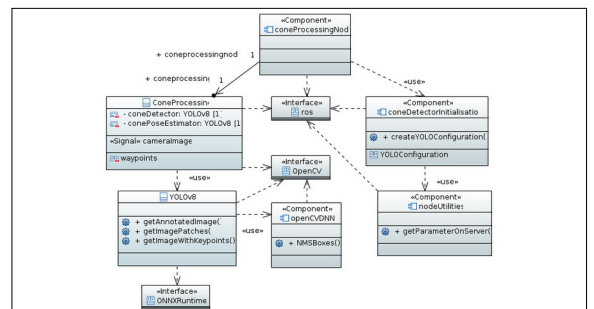 «Component»
coneProcessingNod
+ coneprocessingnod 1
+ coneprocessin 1
«use»
ConeProcessin
- coneDetector: YOLOv8 [1]
- conePoseEstimator: YOLOv8 [1
«Signal» cameraImage
waypoints
«Interface»
ros
«Component»
coneDetectorInitialisatio
+ createYOLOConfiguration(
YOLOConfiguration
«Interface»
OpenCV
«use»
«use»
YOLOv8
+ getAnnotatedImage(
+ getImagePatches(
+ getImageWithKeypoints()
«use»
«Component»
openCVDNN
+ NMSBoxes()
«Component»
nodeUtilities
+ getParameterOnServer(
«Interface»
ONNXRuntime